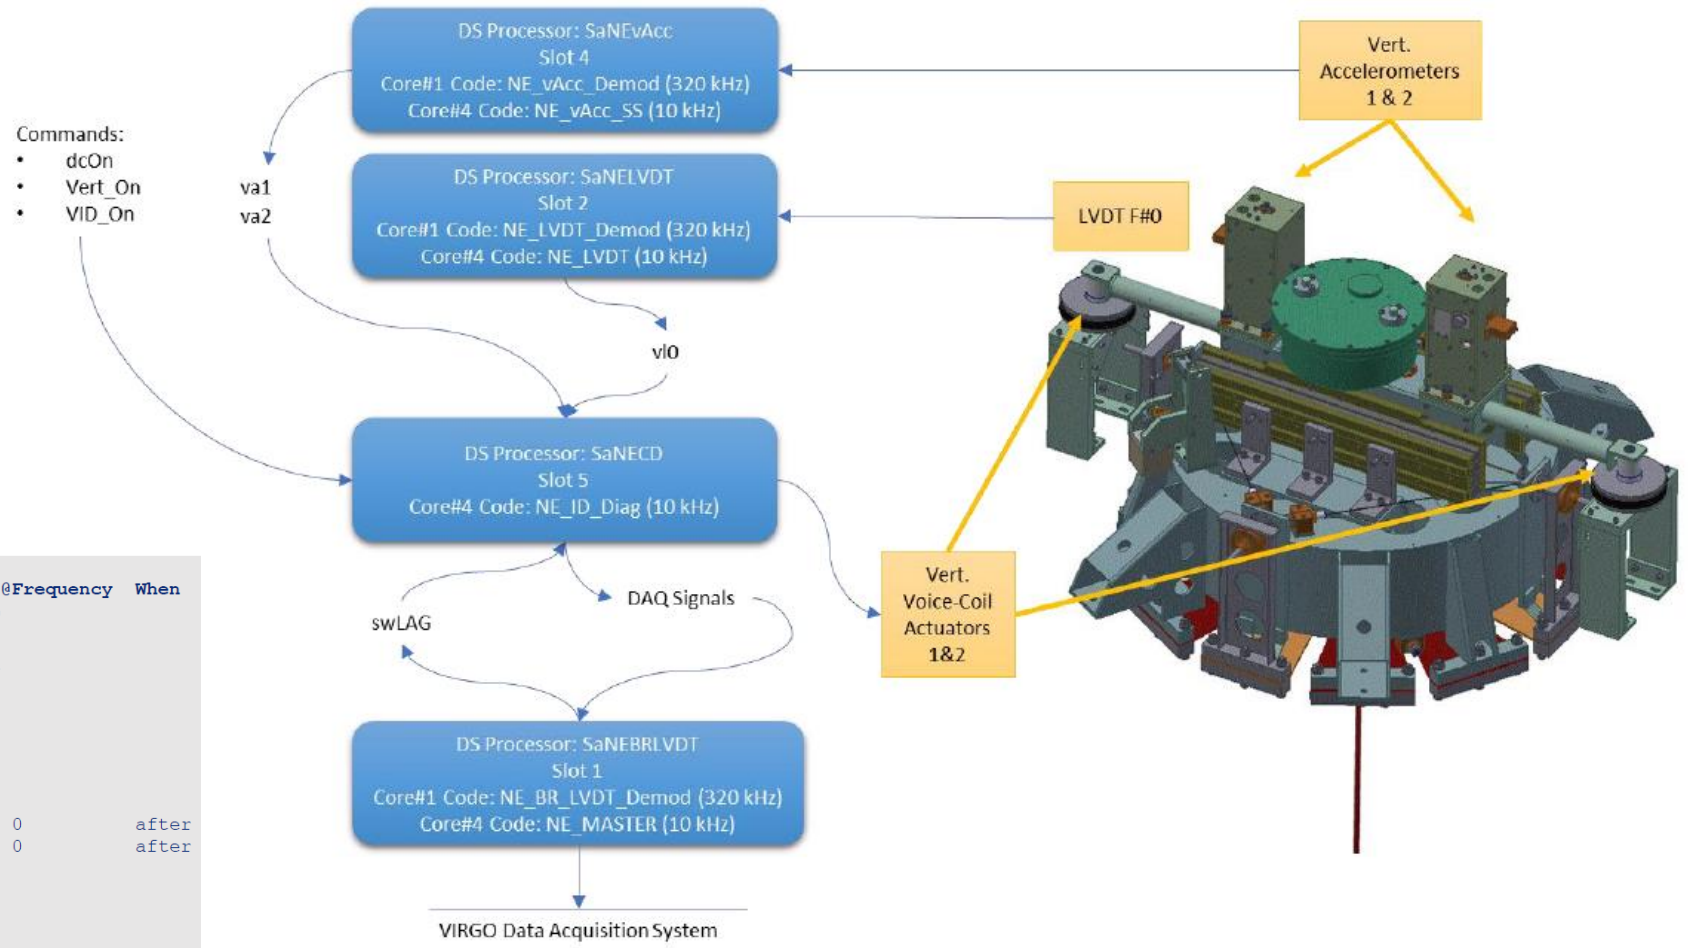 DS Processor: SaNEvAcc
Slot 4
Core#1 Code: NE_vAcc_Demod (320 kHz)
Core#4 Code: NE_vAcc_SS (10 kHz)
Vert.
Accelerometers
1 & 2
Commands:
• dcOn
• Vert_On
• VID_On
va1
va2
DS Processor: SaNELVDT
Slot 2
Core#1 Code: NE_LVDT_Demod (320 kHz)
Core#4 Code: NE_LVDT (10 kHz)
LVDT F#0
vl0
DS Processor: SaNECD
Slot 5
Core#4 Code: NE_ID_Diag (10 kHz)
Vert.
Voice-Coil
Actuators
1&2
@Frequency When
swLAG
DAQ Signals
DS Processor: SaNEBRLVDT
Slot 1
Core#1 Code: NE_BR_LVDT_Demod (320 kHz)
Core#4 Code: NE_MASTER (10 kHz)
0 after
0 after
VIRGO Data Acquisition System